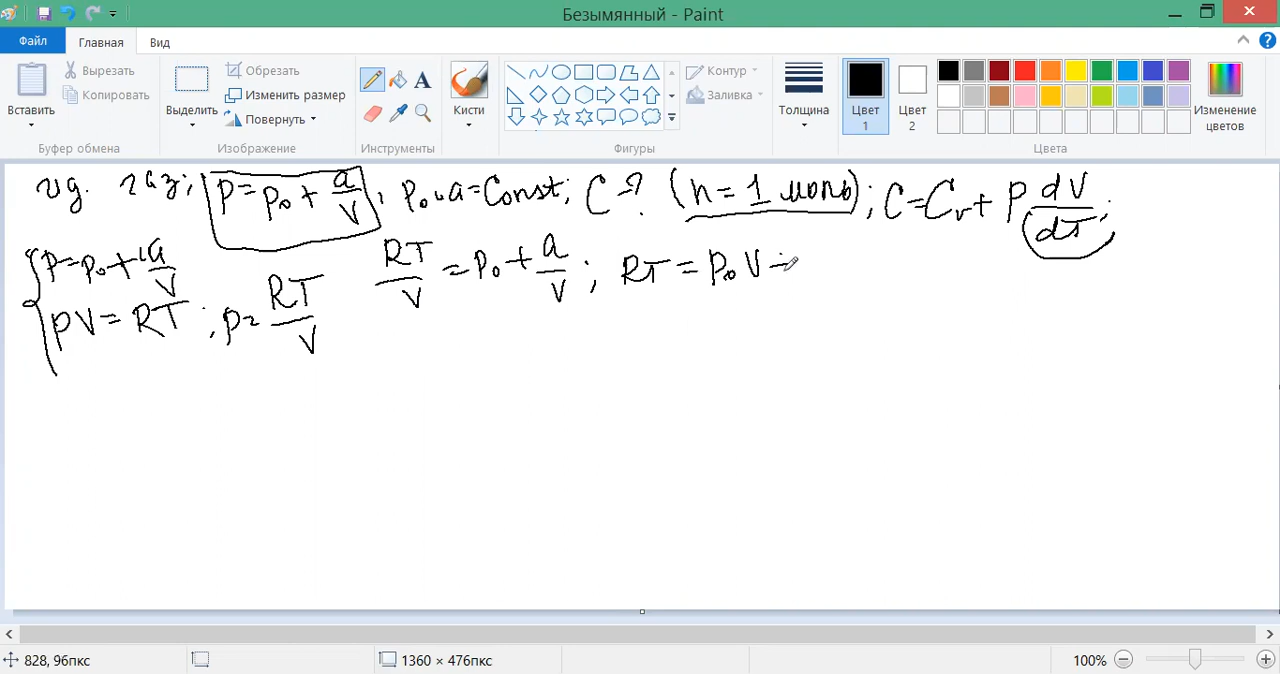 Безымянный - Paint
Файл Главная Вид
Вставить
Вырезать
Копировать
Буфер обмена
Выделить
Обрезать
Изменить размер
Повернуть
Изображение
A
Инструменты
Кисти
Контур
Заливка
Фигуры
Толщина
Цвет 1
Цвет 2
Изменение цветов
Цвета
ид. газ; p = p₀ + a/V, p₀ и a = Const; C-? (n = 1 моль); C = Cv + p dV/dT;
p = p₀ + a/V
pV = RT; p = RT/V
RT/V = p₀ + a/V; RT = p₀V +
828, 96пкс 1360 × 476пкс 100%